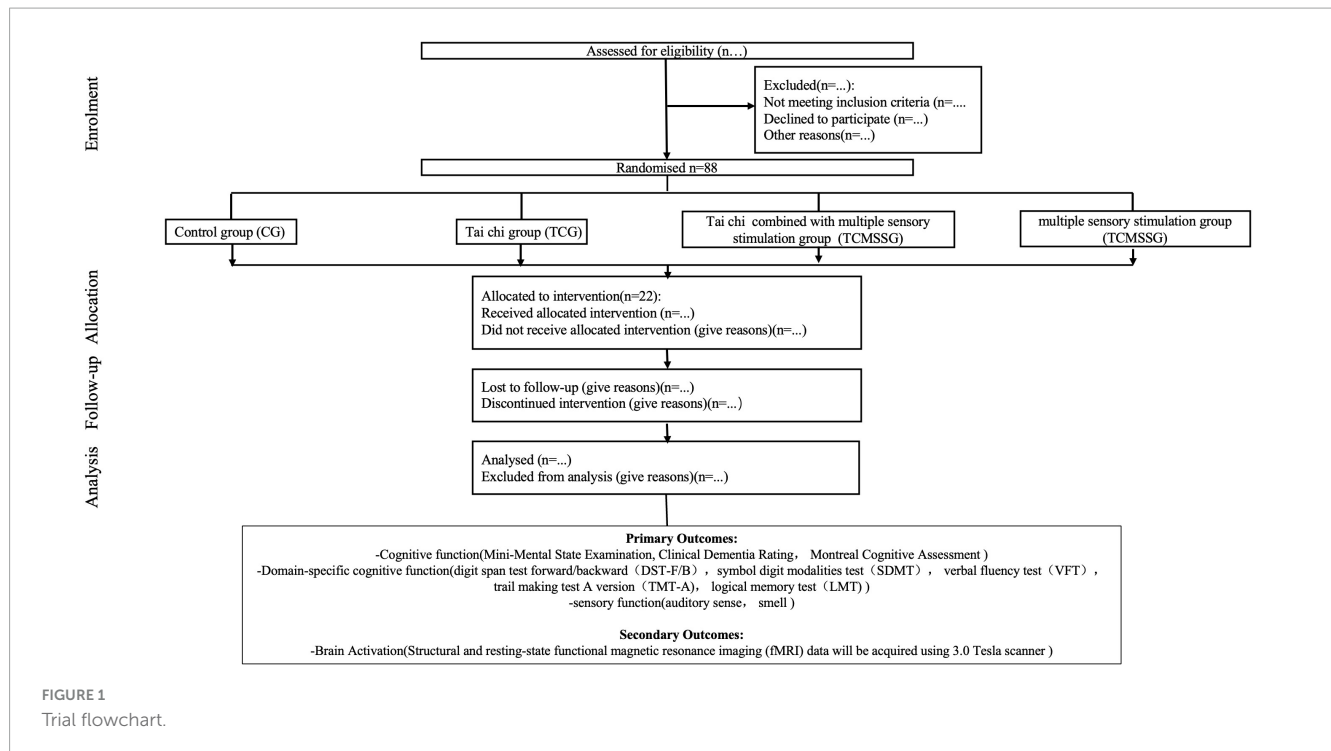 Assessed for eligibility (n…)
Enrolment
Excluded(n=...):
Not meeting inclusion criteria (n=....
Declined to participate (n=...)
Other reasons(n=...)
Randomised n=88
Control group (CG)
Tai chi group (TCG)
Tai chi combined with multiple sensory
stimulation group (TCMSSG)
multiple sensory stimulation group
(TCMSSG)
Allocation
Allocated to intervention(n=22):
Received allocated intervention (n=...)
Did not receive allocated intervention (give reasons)(n=...)
Follow-up
Lost to follow-up (give reasons)(n=...)
Discontinued intervention (give reasons)(n=...）
Analysis
Analysed (n=...)
Excluded from analysis (give reasons)(n=...)
Primary Outcomes:
-Cognitive function(Mini-Mental State Examination, Clinical Dementia Rating， Montreal Cognitive Assessment )
-Domain-specific cognitive function(digit span test forward/backward（DST-F/B），symbol digit modalities test（SDMT）， verbal fluency test（VFT），
trail making test A version（TMT-A)， logical memory test（LMT) )
-sensory function(auditory sense， smell )
Secondary Outcomes:
-Brain Activation(Structural and resting-state functional magnetic resonance imaging (fMRI) data will be acquired using 3.0 Tesla scanner )
FIGURE 1
Trial flowchart.